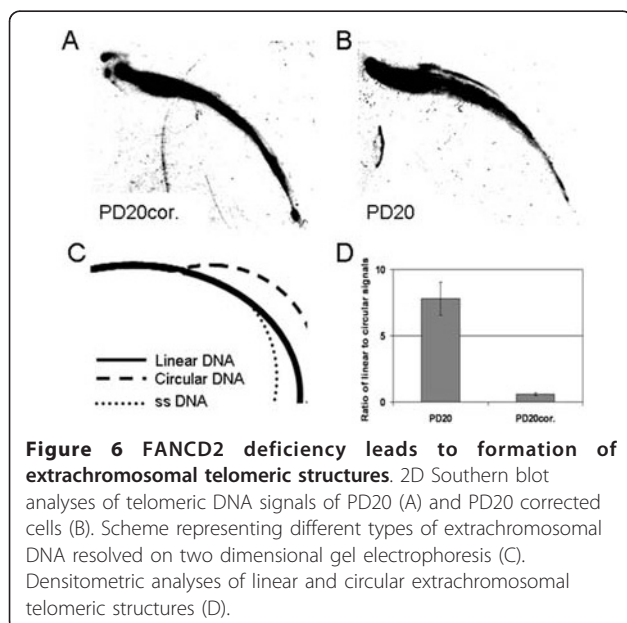 A
B
PD20cor.
PD20
C
D
Linear DNA
Circular DNA
ss DNA
Ratio of linear to circular signals
10
5
0
PD20
PD20cor.
Figure 6 FANCD2 deficiency leads to formation of
extrachromosomal telomeric structures. 2D Southern blot
analyses of telomeric DNA signals of PD20 (A) and PD20 corrected
cells (B). Scheme representing different types of extrachromosomal
DNA resolved on two dimensional gel electrophoresis (C).
Densitometric analyses of linear and circular extrachromosomal
telomeric structures (D).